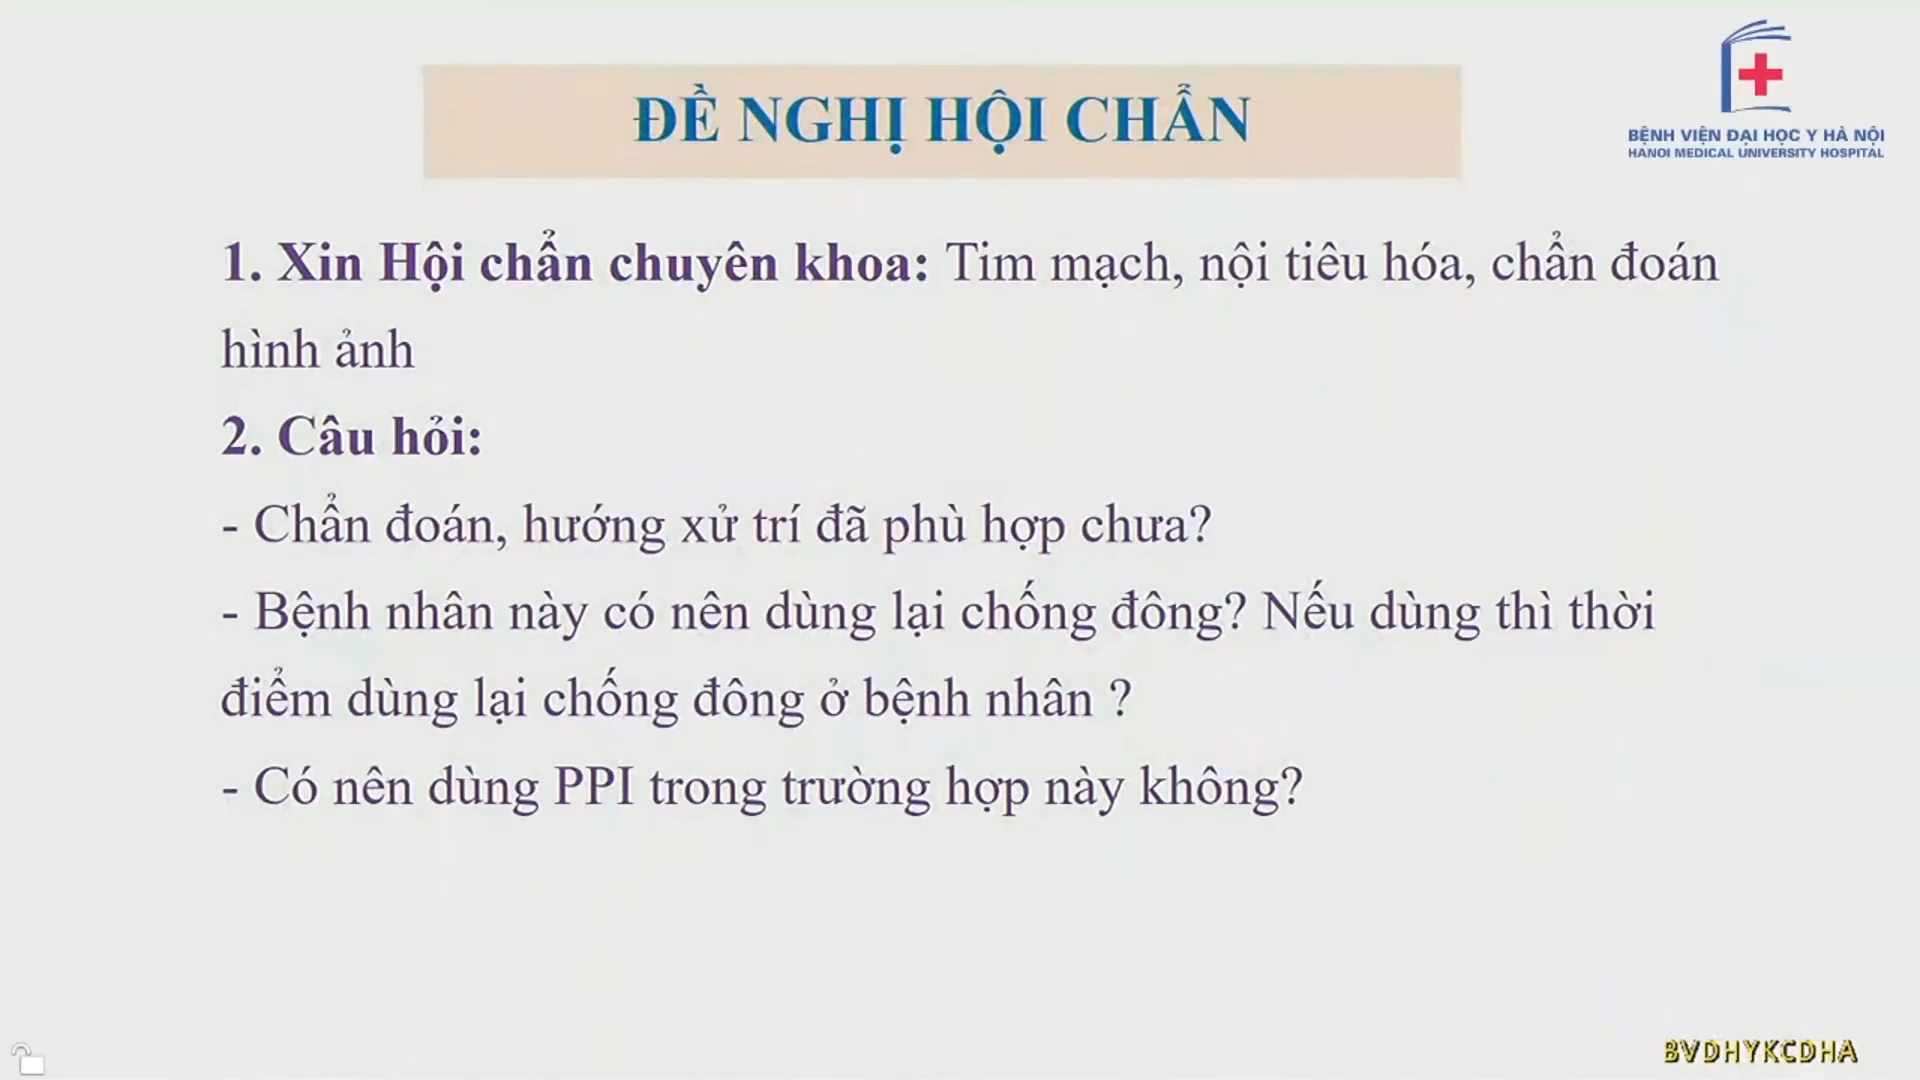 BỆNH VIỆN ĐẠI HỌC Y HÀ NỘI
HANOI MEDICAL UNIVERSITY HOSPITAL
ĐỀ NGHỊ HỘI CHẨN
1. Xin Hội chẩn chuyên khoa: Tim mạch, nội tiêu hóa, chẩn đoán
hình ảnh
2. Câu hỏi:
- Chẩn đoán, hướng xử trí đã phù hợp chưa?
- Bệnh nhân này có nên dùng lại chống đông? Nếu dùng thì thời
điểm dùng lại chống đông ở bệnh nhân ?
- Có nên dùng PPI trong trường hợp này không?
BVDHYKCDHA